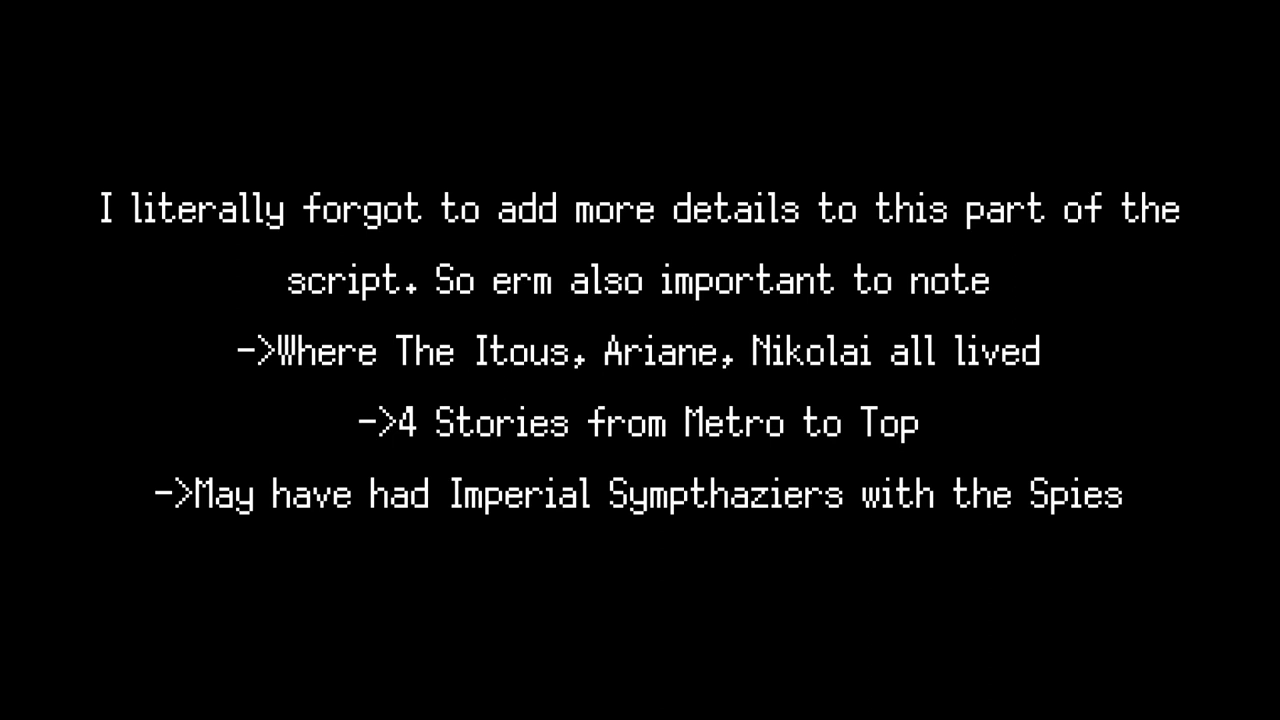 I literally forgot to add more details to this part of the
script. So erm also important to note
->Where The Itous, Ariane, Nikolai all lived
->4 Stories from Metro to Top
->May have had Imperial Sympthaziers with the Spies